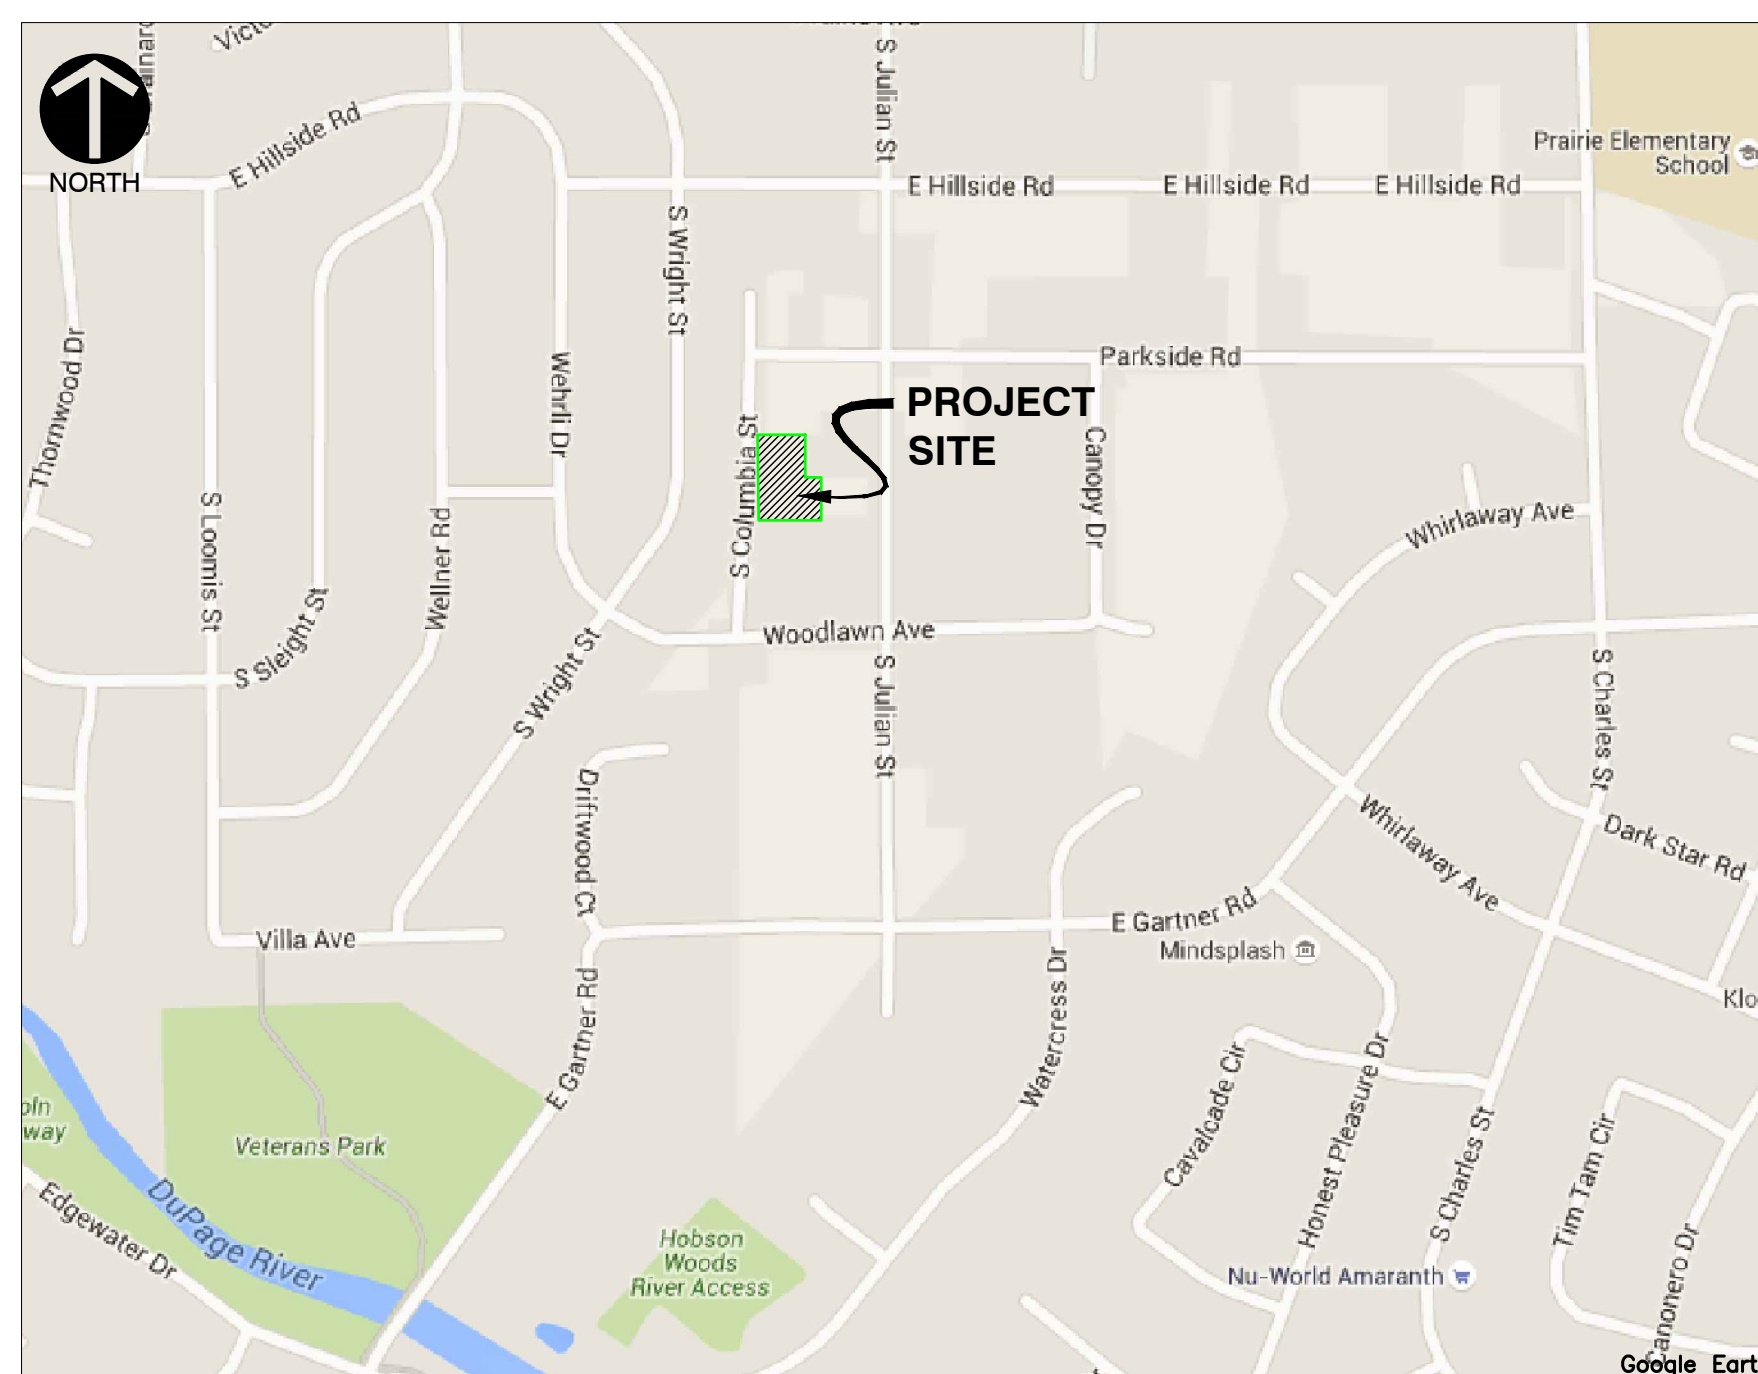 S Julian St
E Hillside Rd
Prairie Elementary
School
NORTH
E Hillside Rd
E Hillside Rd
E Hillside Rd
S Wright St
Thornwood Dr
Wehrli Dr
Parkside Rd
PROJECT
SITE
S Columbia St
Canopy Dr
S Loomis St
Wellner Rd
Whirlaway Ave
S Sleight St
Woodlawn Ave
S Wright St
S Julian St
S Charles St
Driftwood Ct
Whirlaway Ave
Dark Star Rd
Villa Ave
E Gartner Rd
Mindsplash
E Gartner Rd
Watercress Dr
Cavalcade Cir
Honest Pleasure Dr
Veterans Park
S Charles St
Tim Tam Cir
Edgewater Dr
DuPage River
Hobson
Woods
River Access
Nu-World Amaranth
Canonero Dr
Google Eart